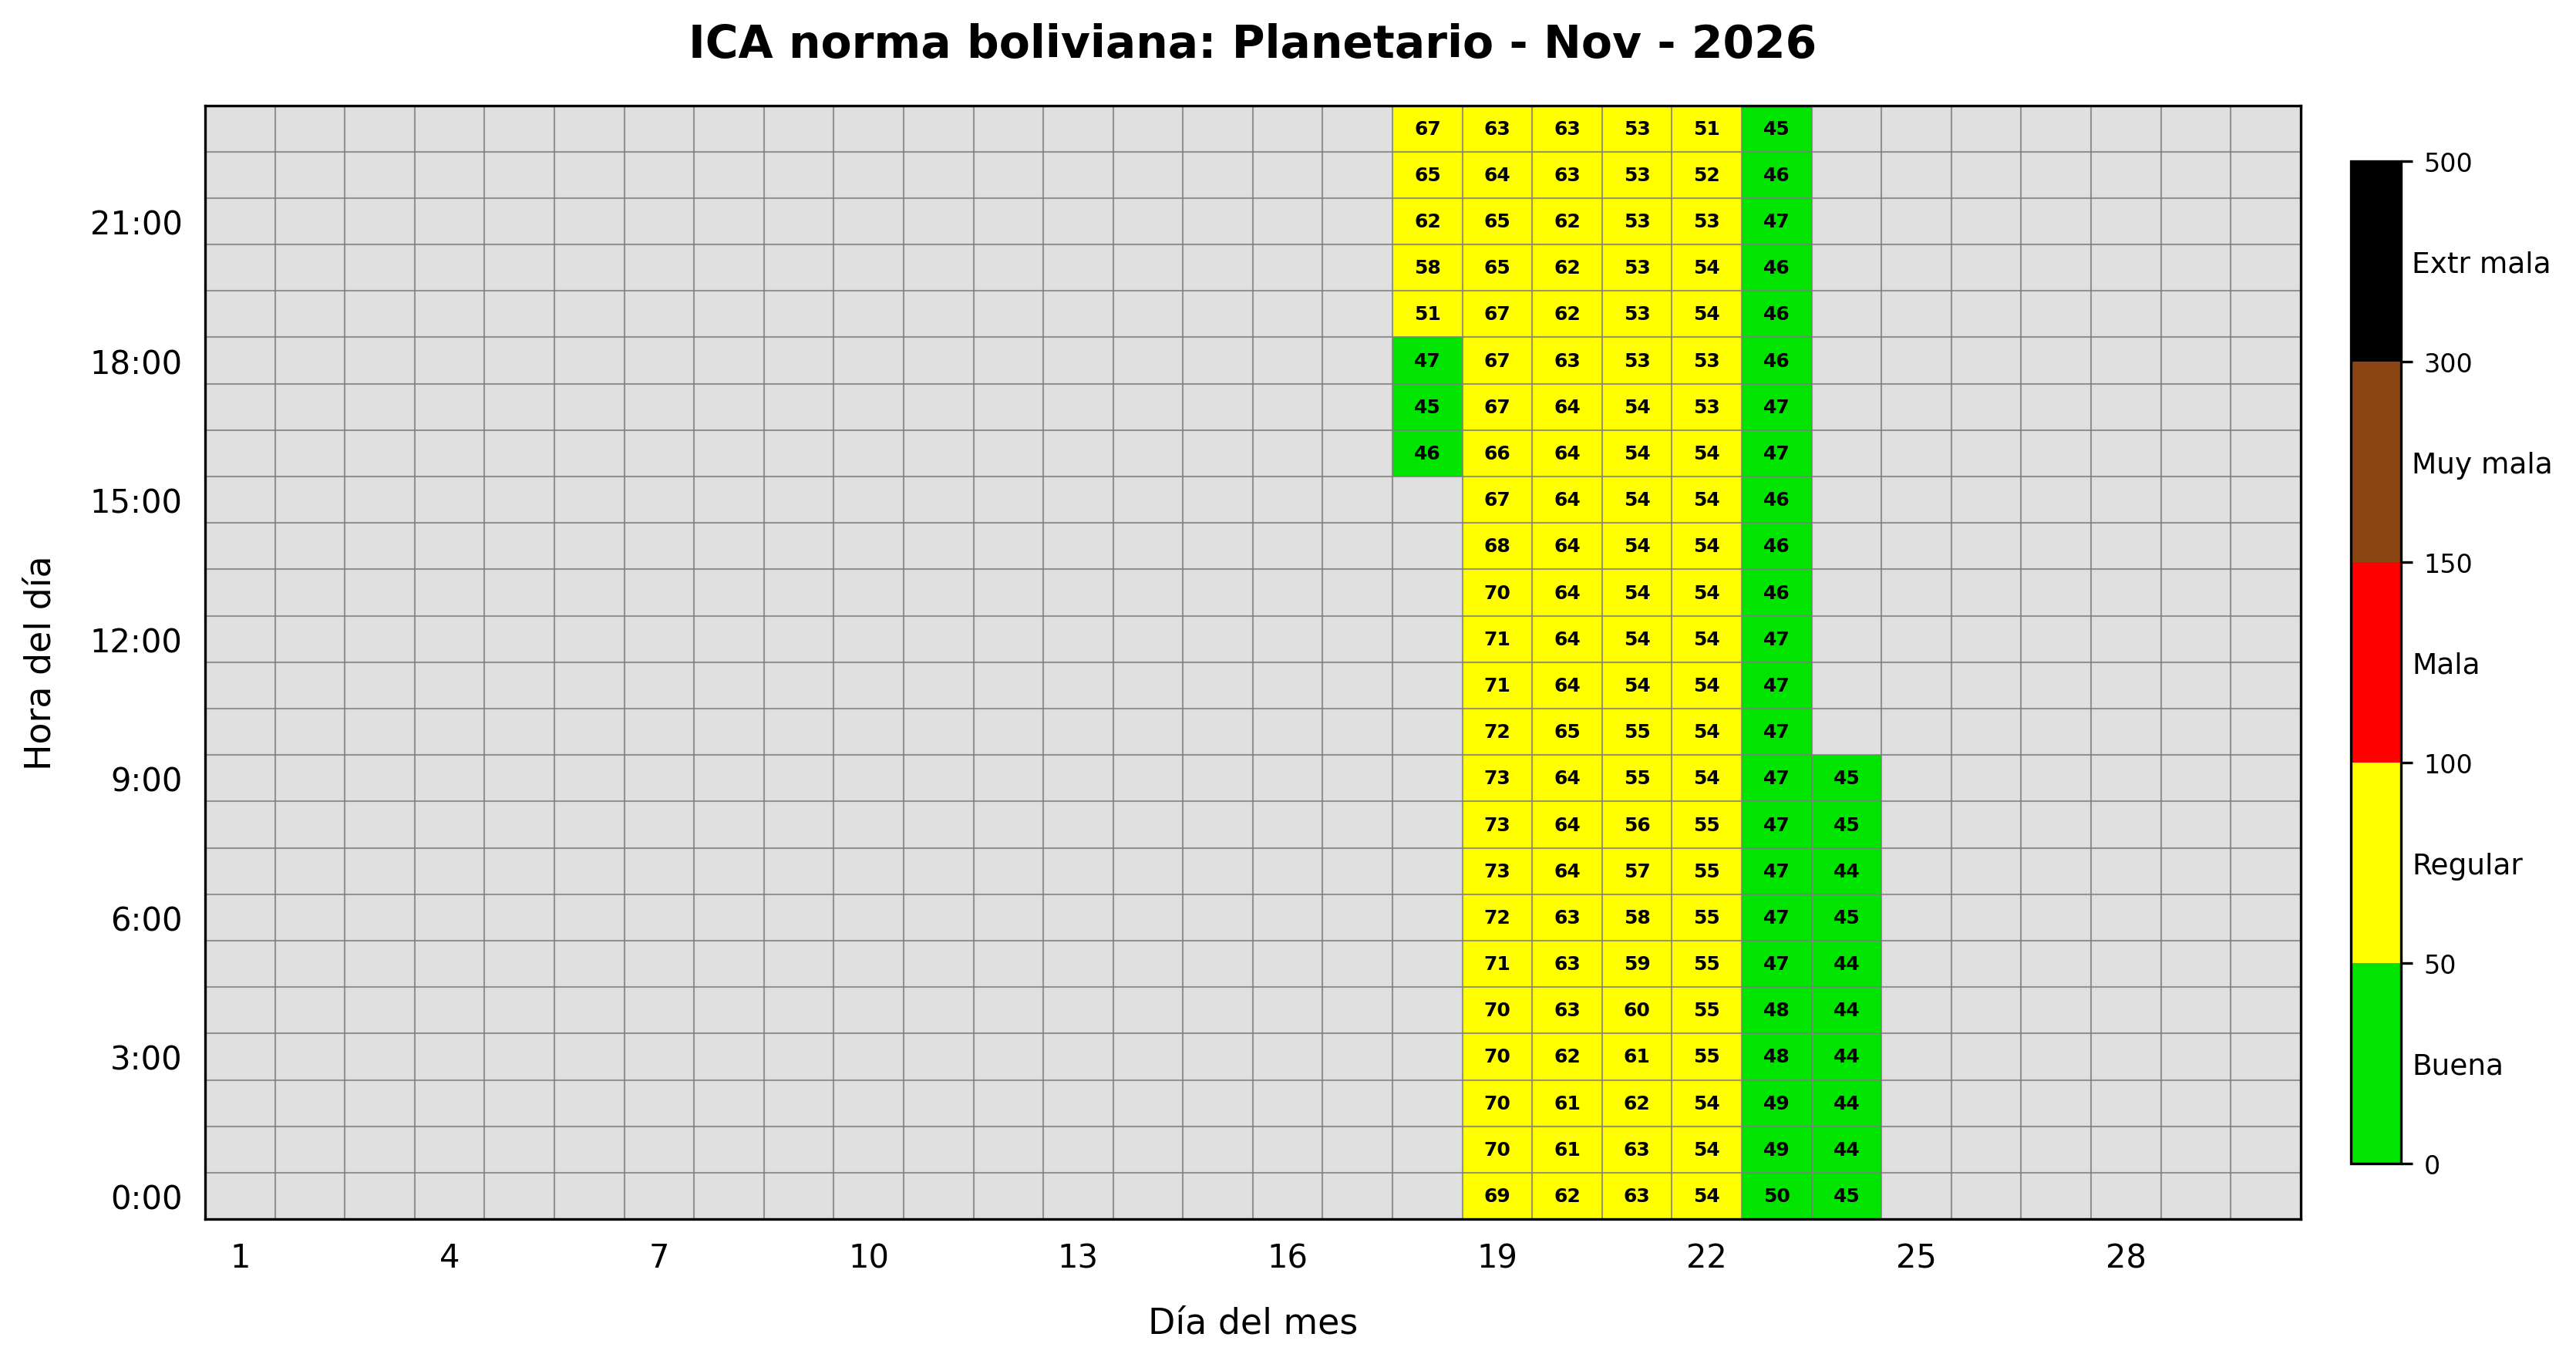 ICA norma boliviana: Planetario - Nov - 2026
67 63 63 53 51 45
65 64 63 53 52 46
21:00 62 65 62 53 53 47
58 65 62 53 54 46
51 67 62 53 54 46
18:00 47 67 63 53 53 46
45 67 64 54 53 47
46 66 64 54 54 47
15:00 67 64 54 54 46
68 64 54 54 46
70 64 54 54 46
12:00 71 64 54 54 47
71 64 54 54 47
72 65 55 54 47
9:00 73 64 55 54 47 45
73 64 56 55 47 45
73 64 57 55 47 44
6:00 72 63 58 55 47 45
71 63 59 55 47 44
70 63 60 55 48 44
3:00 70 62 61 55 48 44
70 61 62 54 49 44
70 61 63 54 49 44
0:00 69 62 63 54 50 45
1 4 7 10 13 16 19 22 25 28
Hora del día
Día del mes
500
Extr mala
300
Muy mala
150
Mala
100
Regular
50
Buena
0